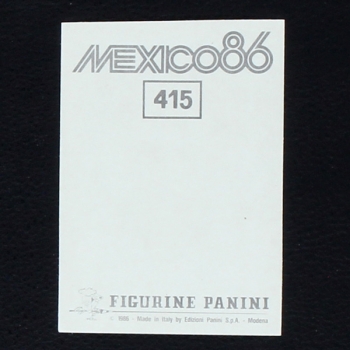 MEXICO86
415
FIGURINE PANINI
© 1986 - Made in Italy by Edizioni Panini S.p.A. - Modena